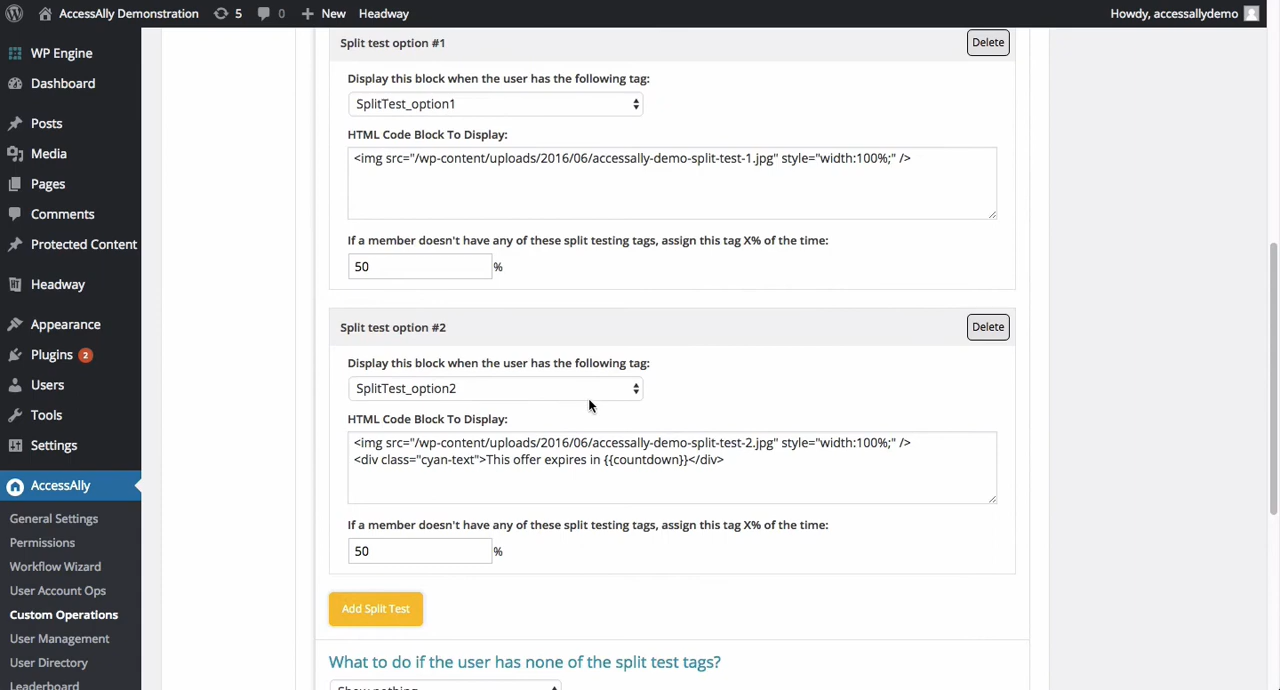 AccessAlly Demonstration 5 0 New Headway Howdy, accessallydemo
WP Engine
Dashboard
Posts
Media
Pages
Comments
Protected Content
Headway
Appearance
Plugins 2
Users
Tools
Settings
AccessAlly
General Settings
Permissions
Workflow Wizard
User Account Ops
Custom Operations
User Management
User Directory
Leaderboard
Split test option #1 Delete
Display this block when the user has the following tag:
SplitTest_option1
HTML Code Block To Display:
<img src="/wp-content/uploads/2016/06/accessally-demo-split-test-1.jpg" style="width:100%;" />
If a member doesn't have any of these split testing tags, assign this tag X% of the time:
50 %
Split test option #2 Delete
Display this block when the user has the following tag:
SplitTest_option2
HTML Code Block To Display:
<img src="/wp-content/uploads/2016/06/accessally-demo-split-test-2.jpg" style="width:100%;" />
<div class="cyan-text">This offer expires in {{countdown}}</div>
If a member doesn't have any of these split testing tags, assign this tag X% of the time:
50 %
Add Split Test
What to do if the user has none of the split test tags?
Show nothing